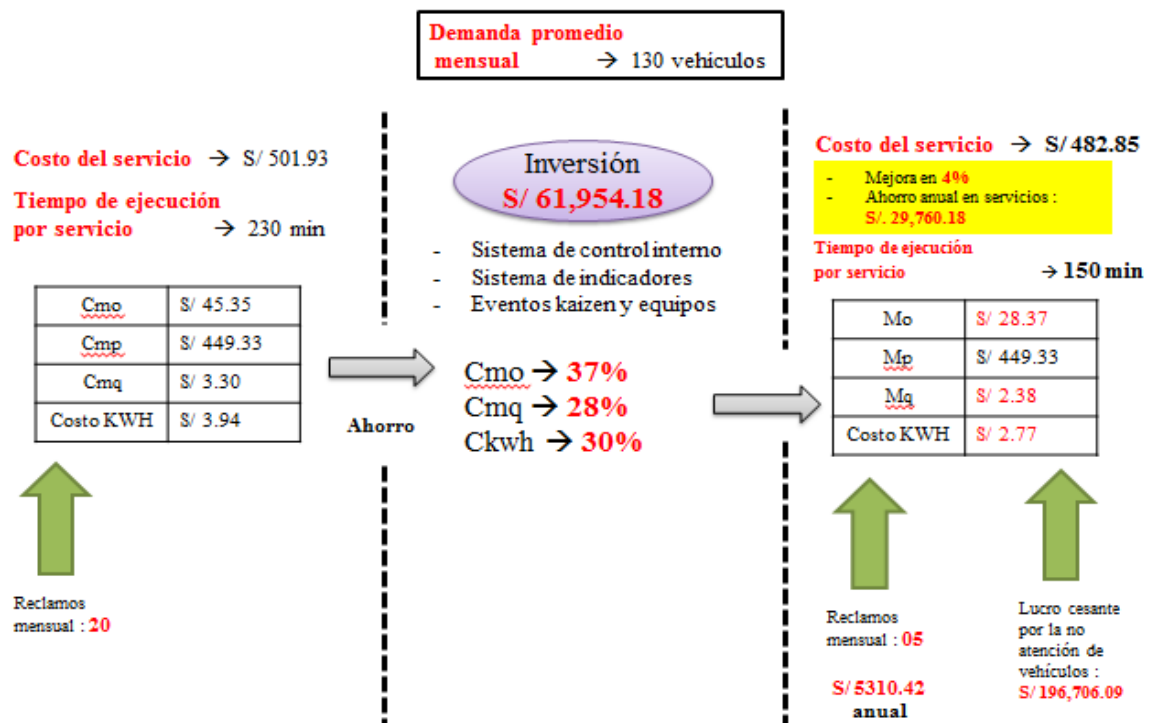 Demanda promedio
mensual → 130 vehículos
Costo del servicio → S/ 501.93
Tiempo de ejecución
por servicio → 230 min
Cmo S/ 45.35
Cmp S/ 449.33
Cmq S/ 3.30
Costo KWH S/ 3.94
Reclamos
mensual : 20
Ahorro
Inversión
S/ 61,954.18
- Sistema de control interno
- Sistema de indicadores
- Eventos kaizen y equipos
Cmo → 37%
Cmq → 28%
Ckwh → 30%
Costo del servicio → S/ 482.85
- Mejora en 4%
- Ahorro anual en servicios :
S/. 29,760.18
Tiempo de ejecución
por servicio → 150 min
Mo S/ 28.37
Mp S/ 449.33
Mq S/ 2.38
Costo KWH S/ 2.77
Reclamos
mensual : 05
S/ 5310.42
anual
Lucro cesante
por la no
atención de
vehículos :
S/ 196,706.09